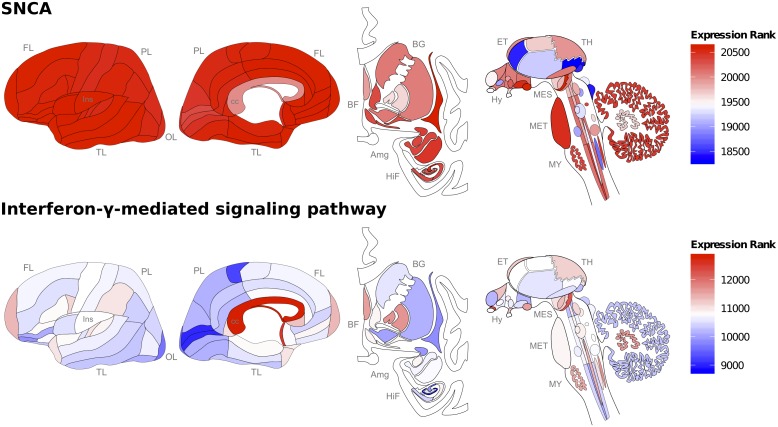 SNCA
FL
PL
PL
FL
BG
ET
TH
Expression Rank
20500
20000
19500
19000
18500
Ins
cc
BF
Hy
MES
MET
OL
TL
TL
Amg
HiF
MY
Interferon-γ-mediated signaling pathway
FL
PL
PL
FL
BG
ET
TH
Expression Rank
12000
11000
10000
9000
Ins
cc
BF
Hy
MES
MET
OL
TL
TL
Amg
HiF
MY